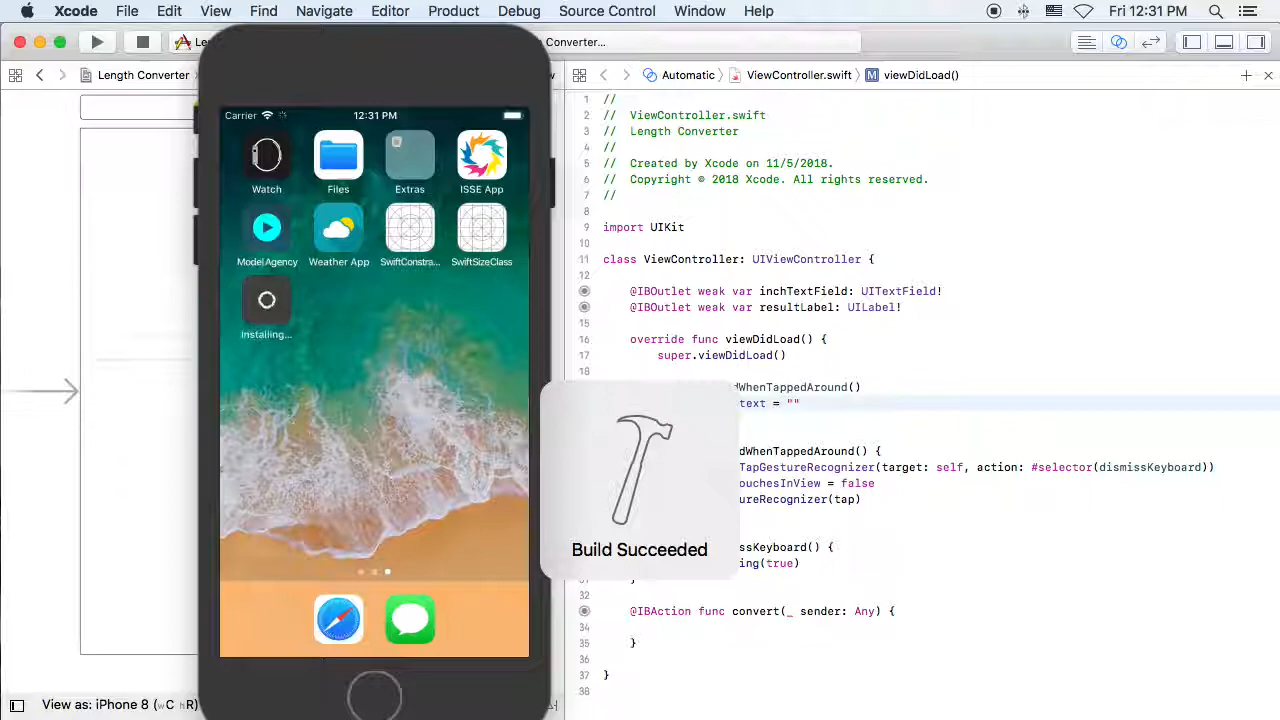 Xcode File Edit View Find Navigate Editor Product Debug Source Control Window Help Fri 12:31 PM
Converter...
Length Converter
Automatic ViewController.swift M viewDidLoad()
Carrier 12:31 PM
Watch Files Extras ISSE App
Model Agency Weather App SwiftConstra... SwiftSizeClass
Installing...
Build Succeeded
View as: iPhone 8 (wC hR)
1 //
2 // ViewController.swift
3 // Length Converter
4 //
5 // Created by Xcode on 11/5/2018.
6 // Copyright © 2018 Xcode. All rights reserved.
7 //
8
9 import UIKit
10
11 class ViewController: UIViewController {
12
@IBOutlet weak var inchTextField: UITextField!
@IBOutlet weak var resultLabel: UILabel!
15
16 override func viewDidLoad() {
17 super.viewDidLoad()
18
dWhenTappedAround()
text = ""
dWhenTappedAround() {
TapGestureRecognizer(target: self, action: #selector(dismissKeyboard))
ouchesInView = false
ureRecognizer(tap)
ssKeyboard() {
ing(true)
32
@IBAction func convert(_ sender: Any) {
34
35 }
36
37 }
38